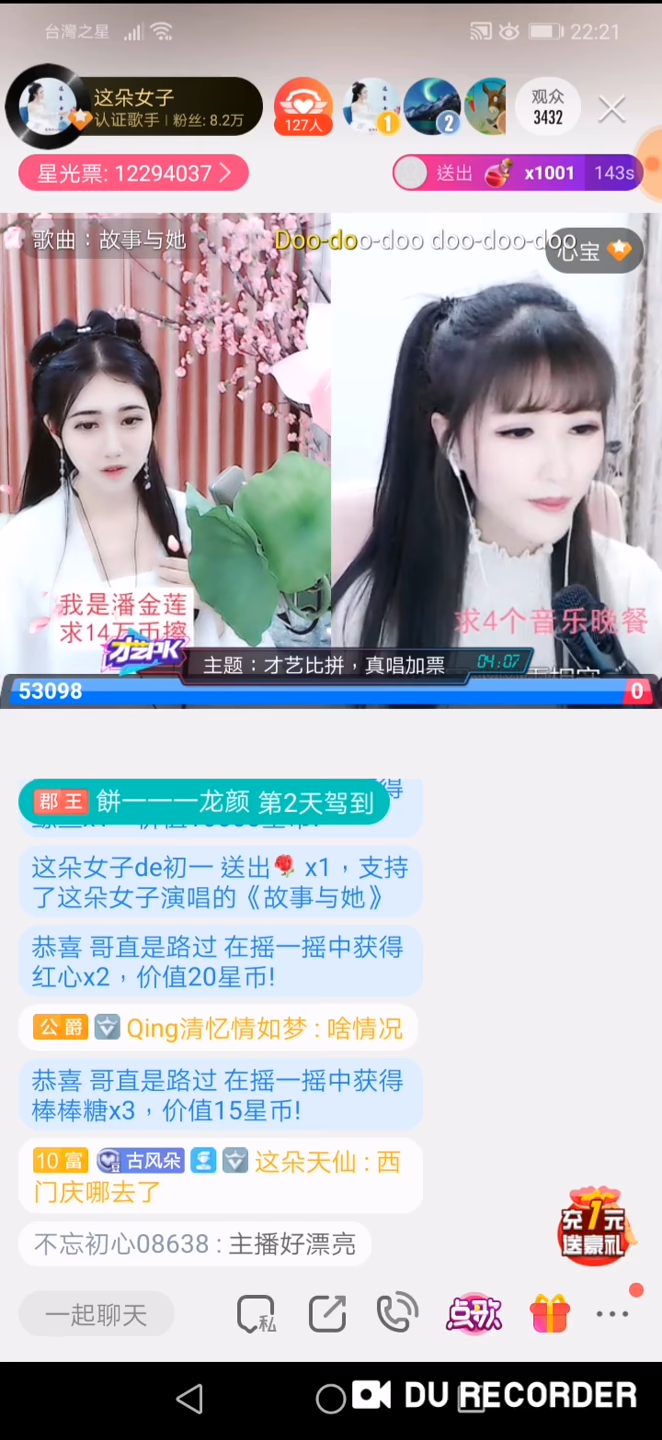 台灣之星
22:21
这朵女子
认证歌手 | 粉丝: 8.2万
127人
1
2
观众
3432
星光票: 12294037
送出 x1001 143s
歌曲：故事与她
Doo-doo-doo doo-doo-doo
心宝
我是潘金莲
求14万币擦
求4个音乐晚餐
才艺PK
主题：才艺比拼，真唱加票
04:07
53098
0
郡王 餅一一一龙颜 第2天驾到
得
这朵女子de初一 送出🌹 x1，支持
了这朵女子演唱的《故事与她》
恭喜 哥直是路过 在摇一摇中获得
红心x2，价值20星币!
公爵 Qing清忆情如梦 : 啥情况
恭喜 哥直是路过 在摇一摇中获得
棒棒糖x3，价值15星币!
10 富 古风朵 这朵天仙 : 西
门庆哪去了
不忘初心08638 : 主播好漂亮
充1元
送豪礼
一起聊天
私
点歌
DU RECORDER